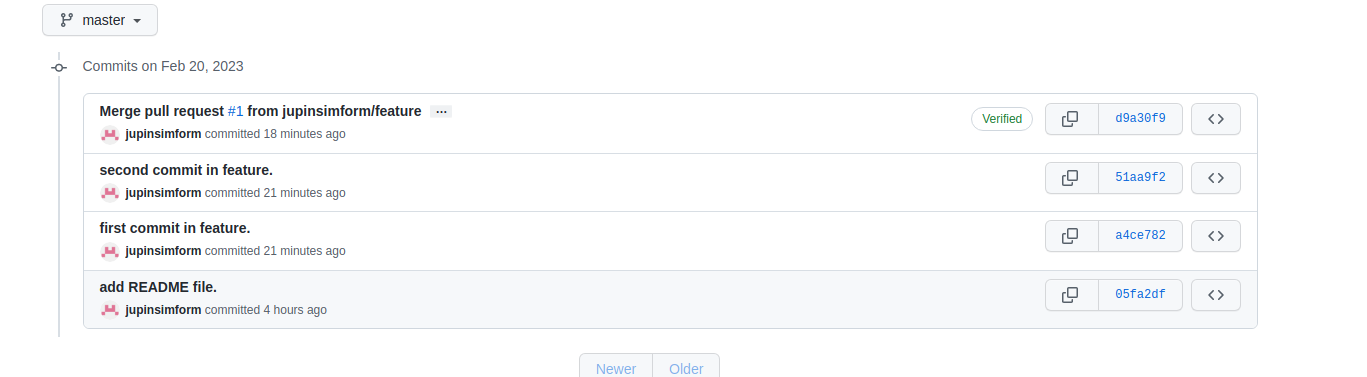 master
Commits on Feb 20, 2023
Merge pull request #1 from jupinsimform/feature ...
Verified
d9a30f9
jupinsimform committed 18 minutes ago
second commit in feature.
51aa9f2
jupinsimform committed 21 minutes ago
first commit in feature.
a4ce782
jupinsimform committed 21 minutes ago
add README file.
05fa2df
jupinsimform committed 4 hours ago
Newer Older